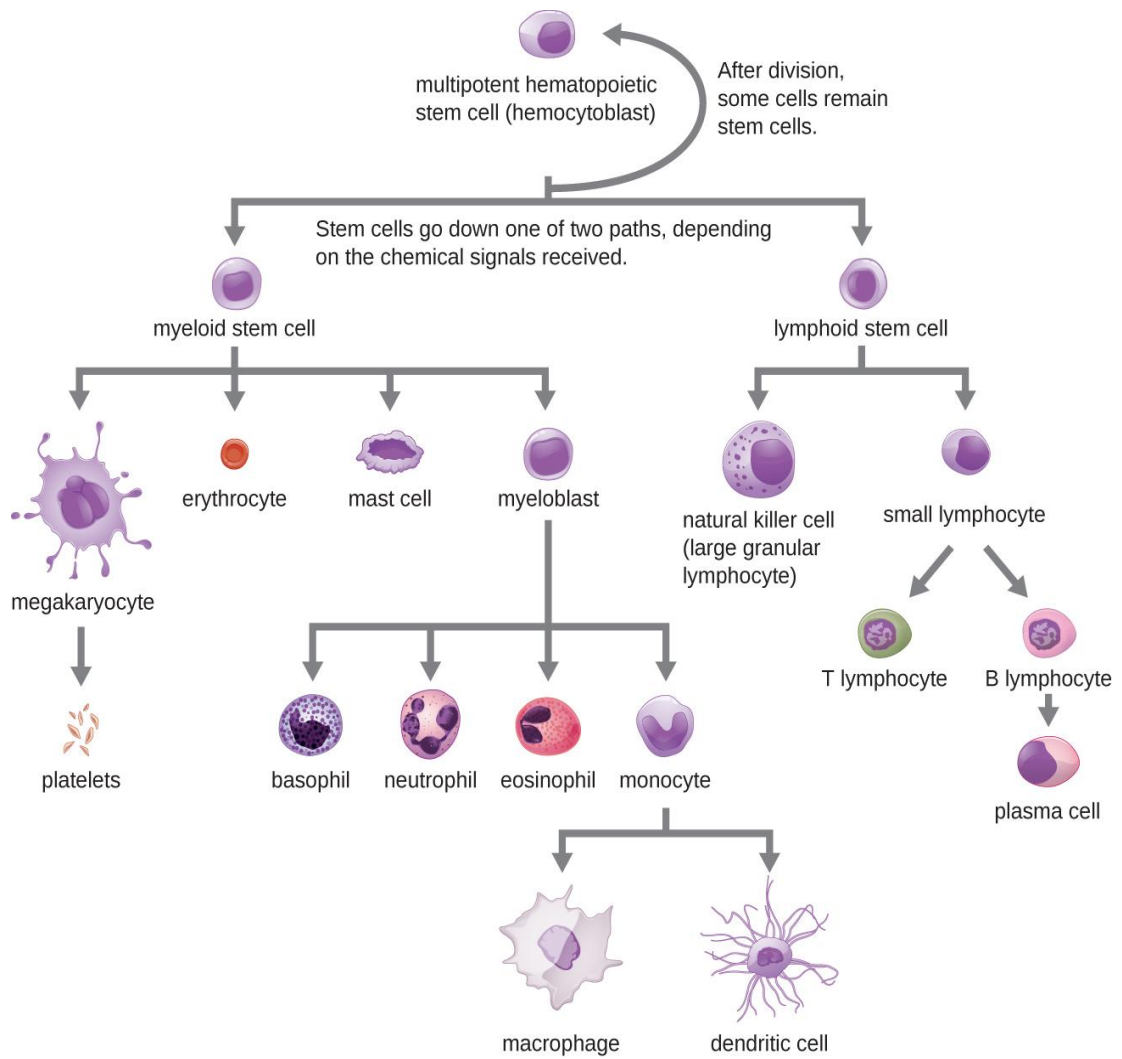 multipotent hematopoietic
stem cell (hemocytoblast)
After division,
some cells remain
stem cells.
Stem cells go down one of two paths, depending
on the chemical signals received.
myeloid stem cell
lymphoid stem cell
megakaryocyte
erythrocyte
mast cell
myeloblast
natural killer cell
(large granular
lymphocyte)
small lymphocyte
T lymphocyte
B lymphocyte
platelets
basophil
neutrophil
eosinophil
monocyte
plasma cell
macrophage
dendritic cell